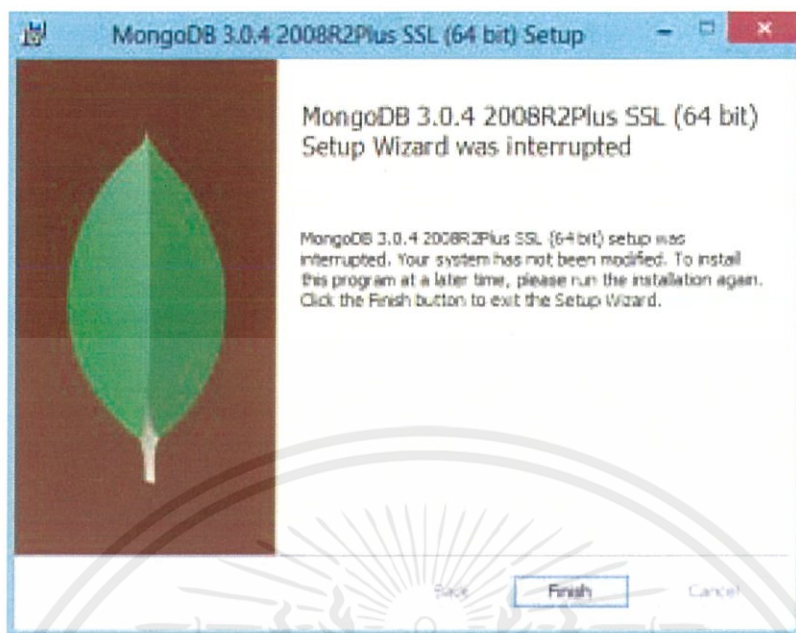 MongoDB 3.0.4 2008R2Plus SSL (64 bit) Setup
MongoDB 3.0.4 2008R2Plus SSL (64 bit)
Setup Wizard was interrupted
MongoDB 3.0.4 2008R2Plus SSL (64 bit) setup was
interrupted. Your system has not been modified. To install
this program at a later time, please run the installation again.
Click the Finish button to exit the Setup Wizard.
Back Finish Cancel